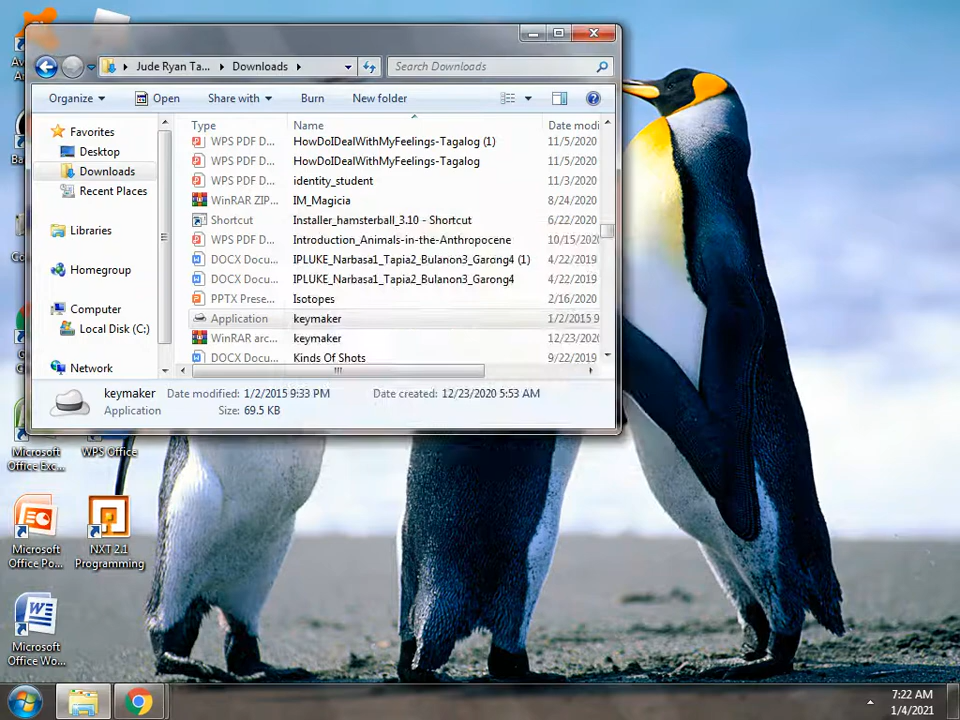 Jude Ryan Ta... Downloads
Search Downloads
Organize Open Share with Burn New folder
Favorites
Desktop
Downloads
Recent Places
Libraries
Homegroup
Computer
Local Disk (C:)
Network
Type Name Date modi
WPS PDF D... HowDoIDealWithMyFeelings-Tagalog (1) 11/5/2020
WPS PDF D... HowDoIDealWithMyFeelings-Tagalog 11/5/2020
WPS PDF D... identity_student 11/3/2020
WinRAR ZIP... IM_Magicia 8/24/2020
Shortcut Installer_hamsterball_3.10 - Shortcut 6/22/2020
WPS PDF D... Introduction_Animals-in-the-Anthropocene 10/15/2020
DOCX Docu... IPLUKE_Narbasa1_Tapia2_Bulanon3_Garong4 (1) 4/22/2019
DOCX Docu... IPLUKE_Narbasa1_Tapia2_Bulanon3_Garong4 4/22/2019
PPTX Prese... Isotopes 2/16/2020
Application keymaker 1/2/2015 9
WinRAR arc... keymaker 12/23/2020
DOCX Docu... Kinds Of Shots 9/22/2019
keymaker Date modified: 1/2/2015 9:33 PM Date created: 12/23/2020 5:53 AM
Application Size: 69.5 KB
Microsoft
Office Exc...
WPS Office
Microsoft
Office Po...
NXT 2.1
Programming
Microsoft
Office Wo...
7:22 AM
1/4/2021